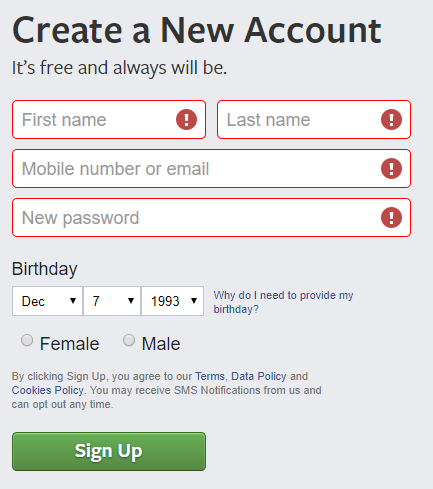 Create a New Account
It's free and always will be.
First name
Last name
Mobile number or email
New password
Birthday
Dec 7 1993
Why do I need to provide my
birthday?
Female Male
By clicking Sign Up, you agree to our Terms, Data Policy and
Cookies Policy. You may receive SMS Notifications from us and
can opt out any time.
Sign Up